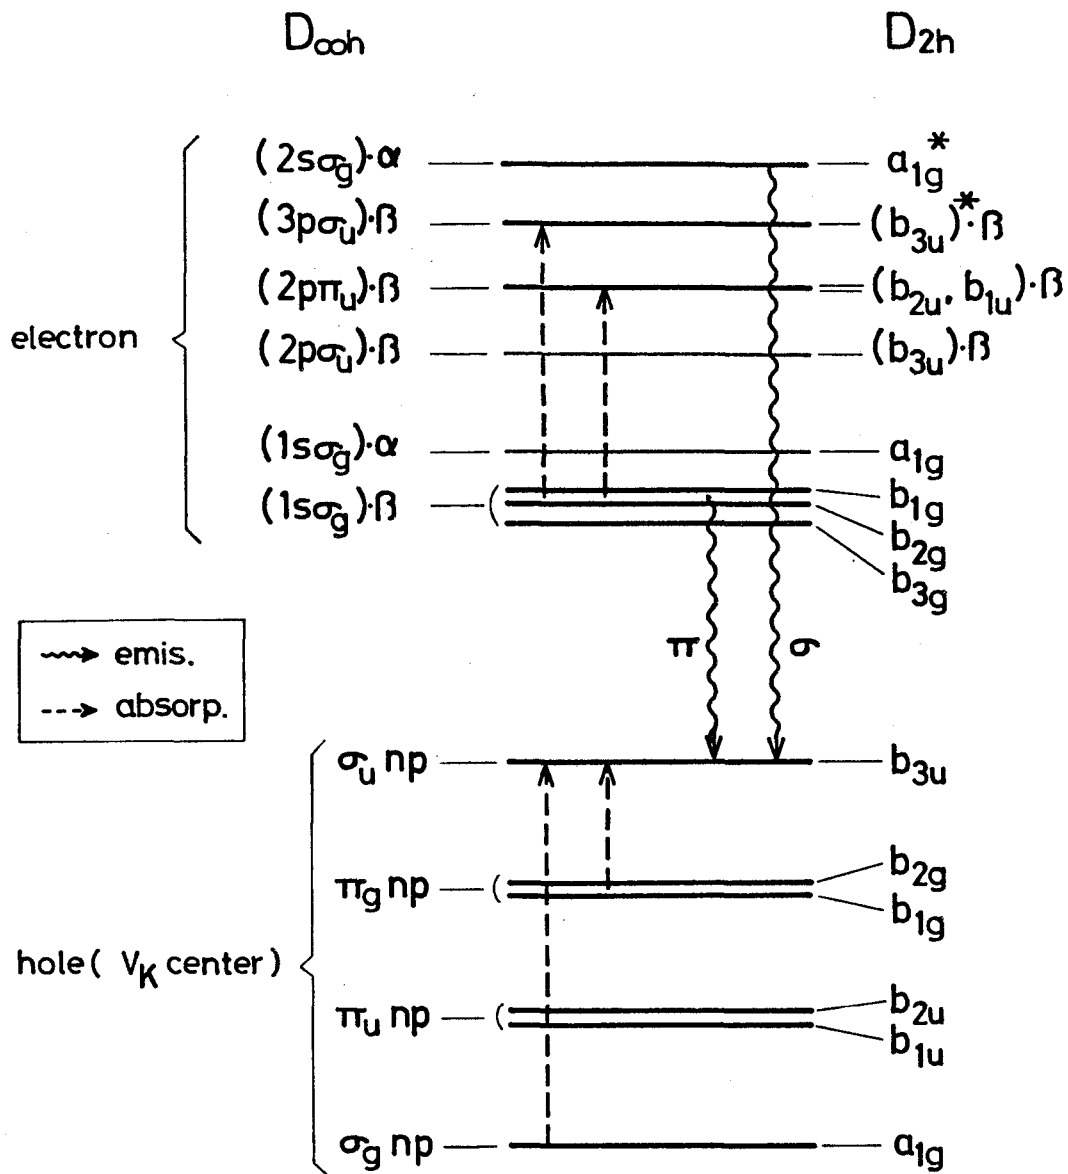 D∞h D2h
(2sσg)·α a1g*
(3pσu)·β (b3u)*·β
(2pπu)·β (b2u, b1u)·β
electron
(2pσu)·β (b3u)·β
(1sσg)·α a1g
(1sσg)·β b1g
b2g
b3g
emis.
π σ
absorp.
σu np b3u
πg np b2g
b1g
hole ( VK center)
πu np b2u
b1u
σg np a1g